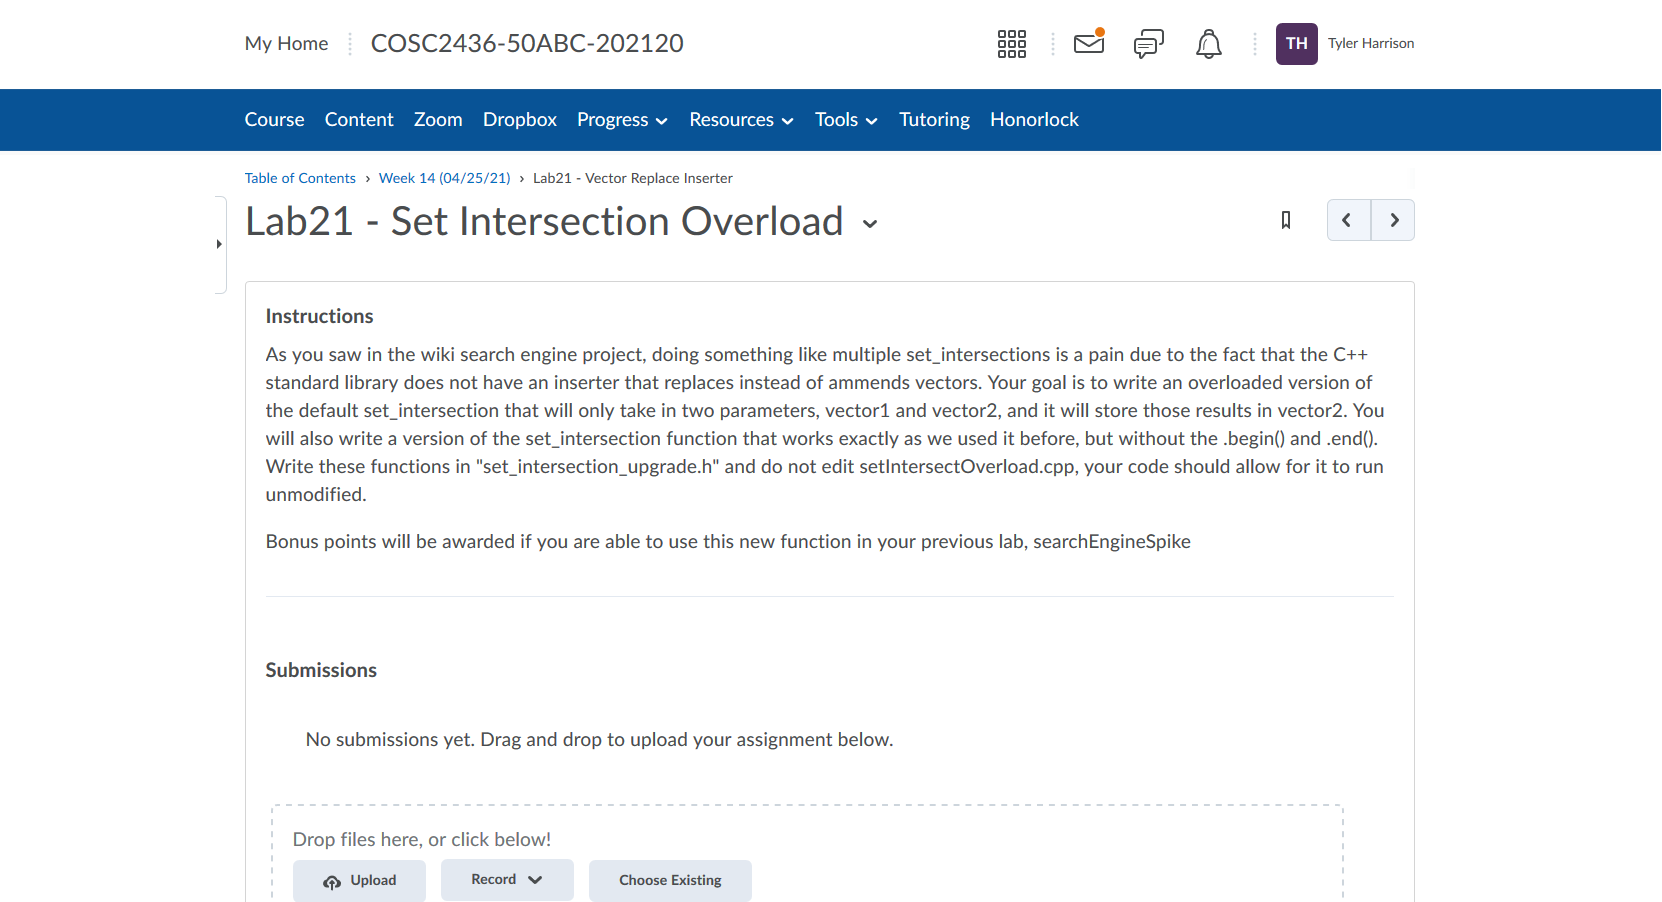 My Home
COSC2436-50ABC-202120
TH
Tyler Harrison
Course Content Zoom Dropbox Progress Resources Tools Tutoring Honorlock
Table of Contents › Week 14 (04/25/21) › Lab21 - Vector Replace Inserter
Lab21 - Set Intersection Overload
Instructions
As you saw in the wiki search engine project, doing something like multiple set_intersections is a pain due to the fact that the C++
standard library does not have an inserter that replaces instead of ammends vectors. Your goal is to write an overloaded version of
the default set_intersection that will only take in two parameters, vector1 and vector2, and it will store those results in vector2. You
will also write a version of the set_intersection function that works exactly as we used it before, but without the .begin() and .end().
Write these functions in "set_intersection_upgrade.h" and do not edit setIntersectOverload.cpp, your code should allow for it to run
unmodified.
Bonus points will be awarded if you are able to use this new function in your previous lab, searchEngineSpike
Submissions
No submissions yet. Drag and drop to upload your assignment below.
Drop files here, or click below!
Upload
Record
Choose Existing